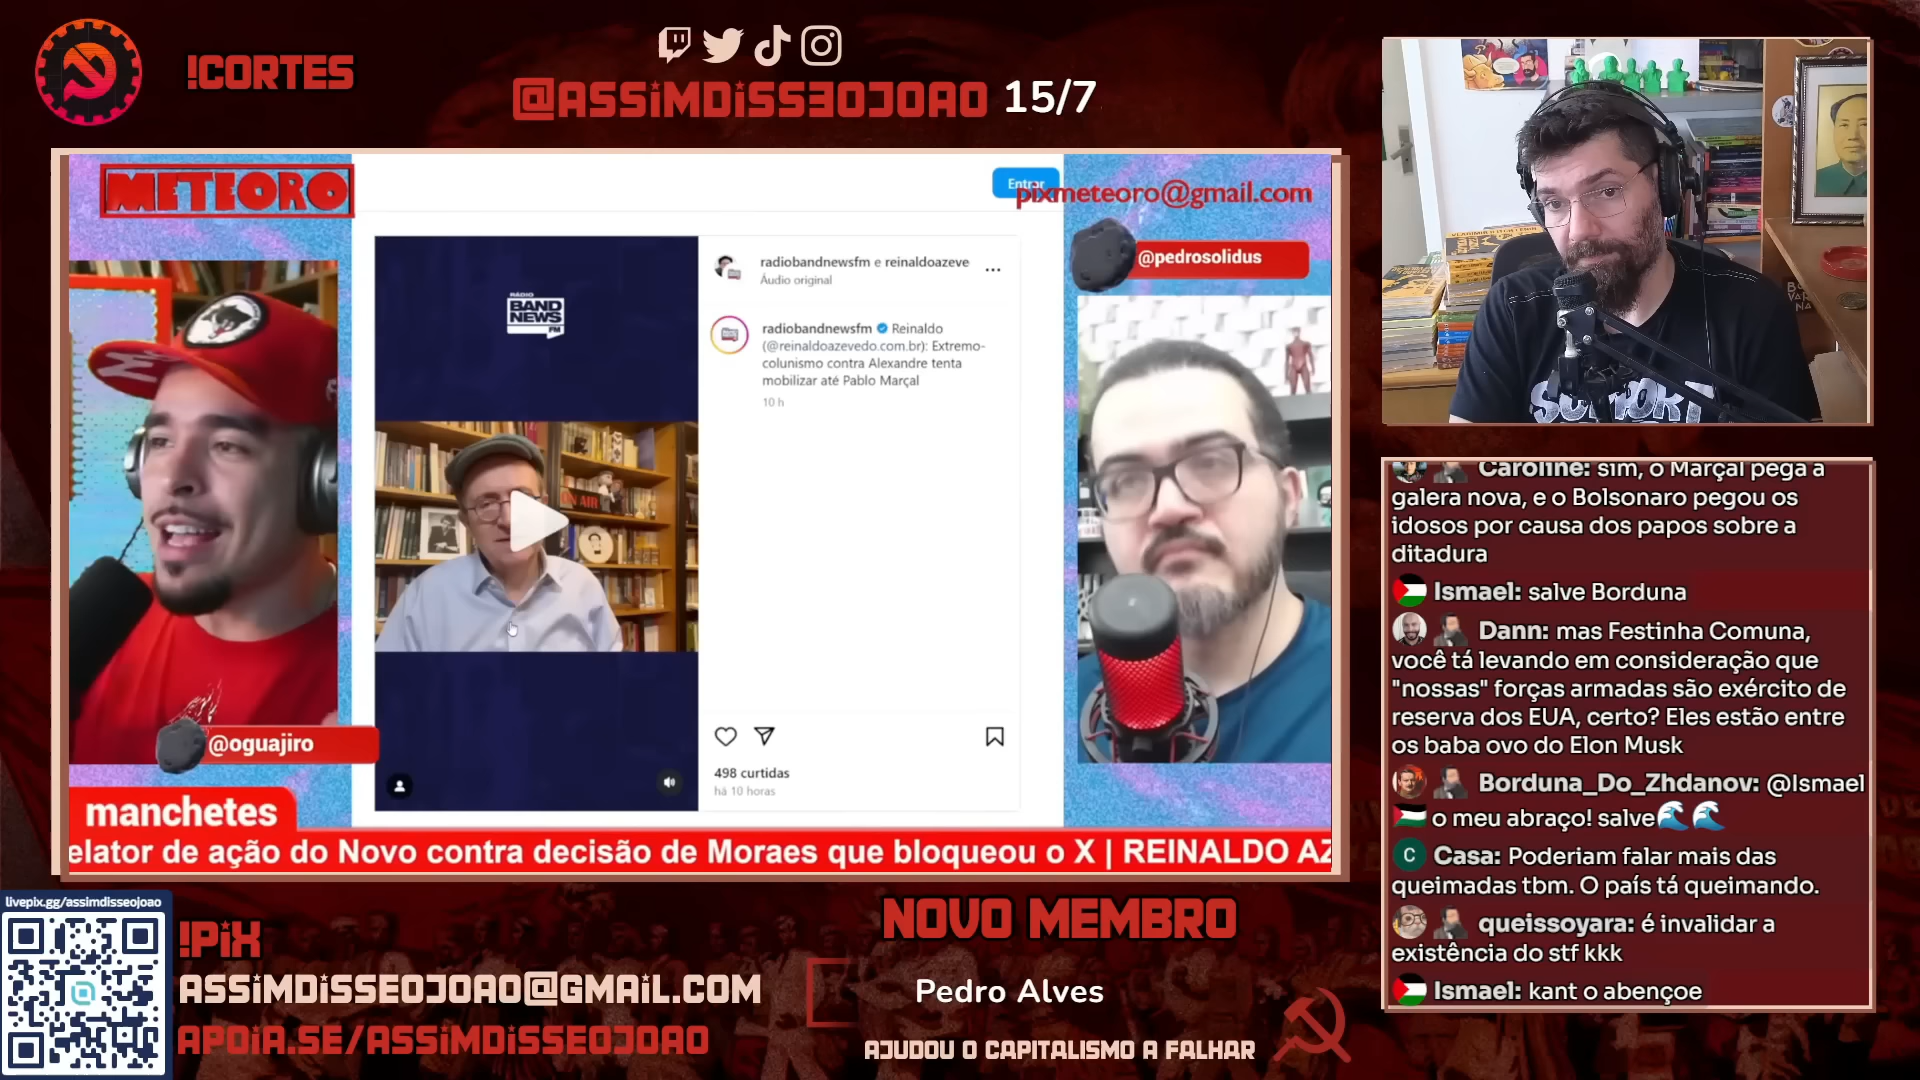 !CORTES
@ASSIMDISSEOJOAO 15/7
METEORO
Entrar
pixmeteoro@gmail.com
@pedrosolidus
radiobandnewsfm e reinaldoazeve
Áudio original
RÁDIO
BAND
NEWS
FM
radiobandnewsfm Reinaldo
(@reinaldoazevedo.com.br): Extremo-
colunismo contra Alexandre tenta
mobilizar até Pablo Marçal
10 h
ON AIR
@oguajiro
498 curtidas
há 10 horas
manchetes
elator de ação do Novo contra decisão de Moraes que bloqueou o X | REINALDO AZ
SUPPORT
Caroline: sim, o Marçal pega a
galera nova, e o Bolsonaro pegou os
idosos por causa dos papos sobre a
ditadura
Ismael: salve Borduna
Dann: mas Festinha Comuna,
você tá levando em consideração que
"nossas" forças armadas são exército de
reserva dos EUA, certo? Eles estão entre
os baba ovo do Elon Musk
Borduna_Do_Zhdanov: @Ismael
o meu abraço! salve🌊🌊
C Casa: Poderiam falar mais das
queimadas tbm. O país tá queimando.
queissoyara: é invalidar a
existência do stf kkk
Ismael: kant o abençoe
livepix.gg/assimdisseojoao
!PIX
ASSIMDISSEOJOAO@GMAIL.COM
APOIA.SE/ASSIMDISSEOJOAO
NOVO MEMBRO
Pedro Alves
AJUDOU O CAPITALISMO A FALHAR